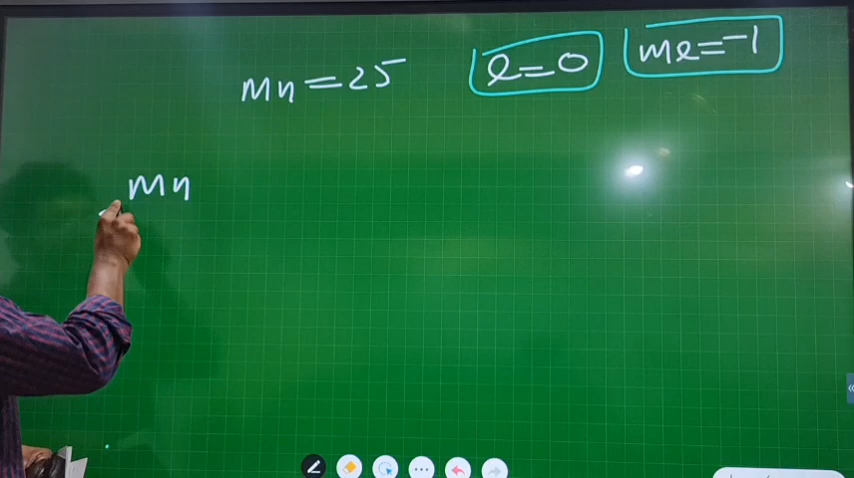 Mn = 25 l = 0 ml = -1
Mn